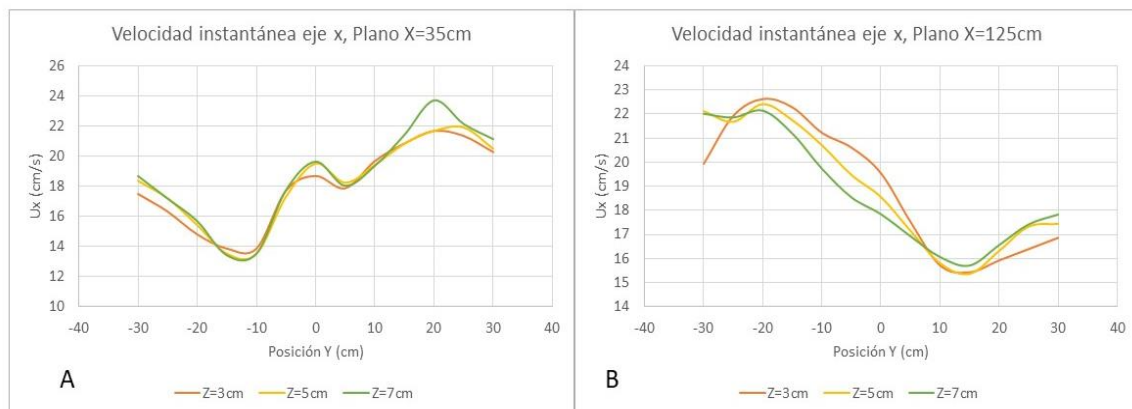 Velocidad instantánea eje x, Plano X=35cm
26
24
22
20
18
16
14
12
10
Ux (cm/s)
-40 -30 -20 -10 0 10 20 30 40
Posición Y (cm)
A
Z=3cm Z=5cm Z=7cm
Velocidad instantánea eje x, Plano X=125cm
24
23
22
21
20
19
18
17
16
15
14
Ux (cm/s)
-40 -30 -20 -10 0 10 20 30 40
Posición Y (cm)
B
Z=3cm Z=5cm Z=7cm